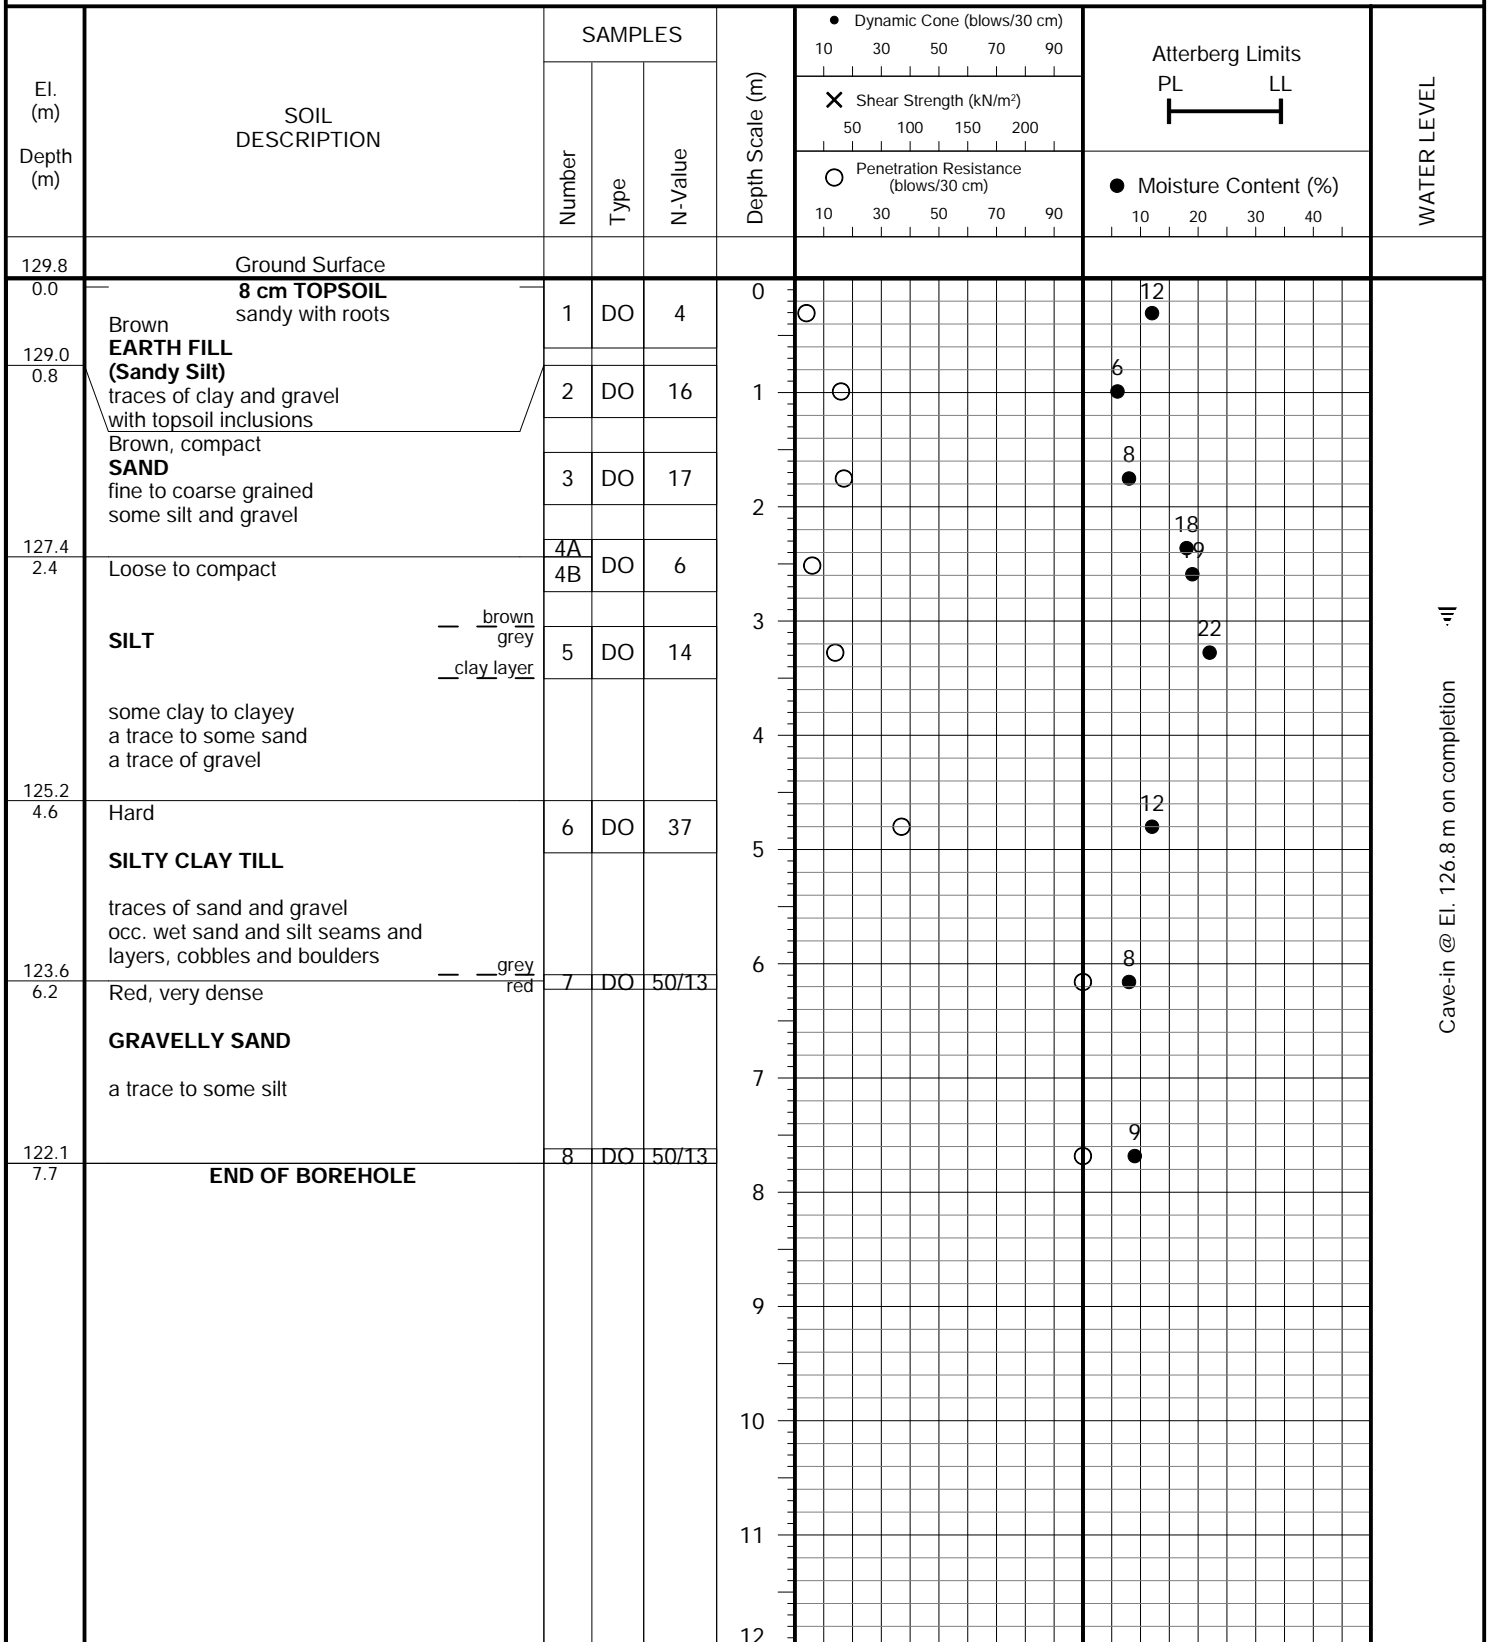 El.
(m)
Depth
(m)
SOIL
DESCRIPTION
SAMPLES
Number
Type
N-Value
Depth Scale (m)
Dynamic Cone (blows/30 cm)
10 30 50 70 90
Shear Strength (kN/m²)
50 100 150 200
Penetration Resistance
(blows/30 cm)
10 30 50 70 90
Atterberg Limits
PL LL
Moisture Content (%)
10 20 30 40
WATER LEVEL
129.8 Ground Surface
0.0 8 cm TOPSOIL 0 12
sandy with roots 1 DO 4
Brown
EARTH FILL
129.0
(Sandy Silt) 6
0.8
traces of clay and gravel 2 DO 16 1
with topsoil inclusions
Brown, compact 8
SAND 3 DO 17
fine to coarse grained
some silt and gravel 2
18
127.4 4A 19
2.4 Loose to compact 4B DO 6
brown 3
grey 22
SILT 5 DO 14
clay layer
some clay to clayey
a trace to some sand 4
a trace of gravel
125.2
4.6 Hard 12
6 DO 37
SILTY CLAY TILL 5
traces of sand and gravel
occ. wet sand and silt seams and
layers, cobbles and boulders 8
grey 6
123.6
red 7 DO 50/13
6.2 Red, very dense
GRAVELLY SAND
7
a trace to some silt
9
122.1 8 DO 50/13
7.7 END OF BOREHOLE
8
9
10
11
12
Cave-in @ El. 126.8 m on completion